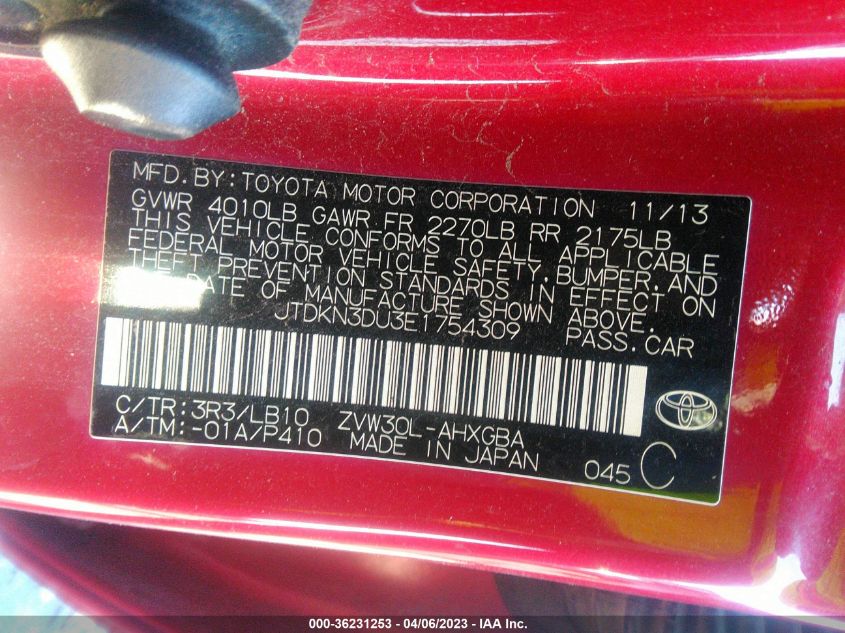 MFD.BY:TOYOTA MOTOR CORPORATION 11/13
GVWR 4010LB GAWR FR 2270LB RR 2175LB
THIS VEHICLE CONFORMS TO ALL APPLICABLE
FEDERAL MOTOR VEHICLE SAFETY,BUMPER,AND
THEFT PREVENTION STANDARDS IN EFFECT ON
DATE OF MANUFACTURE SHOWN ABOVE.
JTDKN3DU3E1754309 PASS.CAR
C/TR:3R3/LB10 ZVW30L-AHXGBA
A/TM:-01A/P410 MADE IN JAPAN
045 C
000-36231253 - 04/06/2023 - IAA Inc.